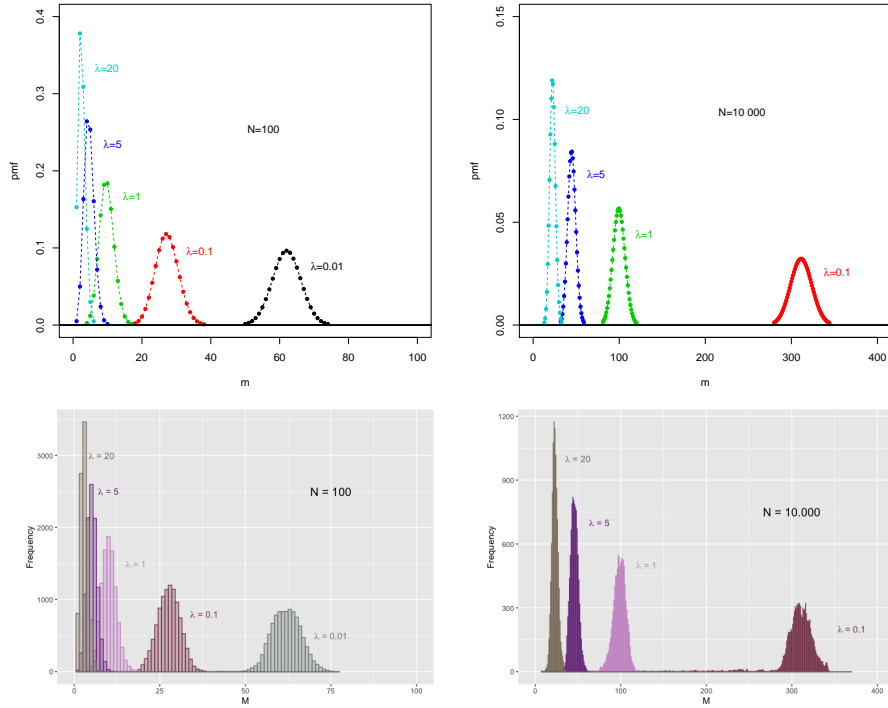 pmf
0.0
0.1
0.2
0.3
0.4
λ=20
λ=5
λ=1
λ=0.1
λ=0.01
N=100
0 20 40 60 80 100
m
pmf
0.00
0.05
0.10
0.15
λ=20
λ=5
λ=1
λ=0.1
N=10 000
0 100 200 300 400
m
Frequency
3000
2000
1000
0
λ = 20
λ = 5
λ = 1
λ = 0.1
λ = 0.01
N = 100
0 25 50 75 100
M
Frequency
1200
900
600
300
0
λ = 20
λ = 5
λ = 1
λ = 0.1
N = 10.000
0 100 200 300 400
M